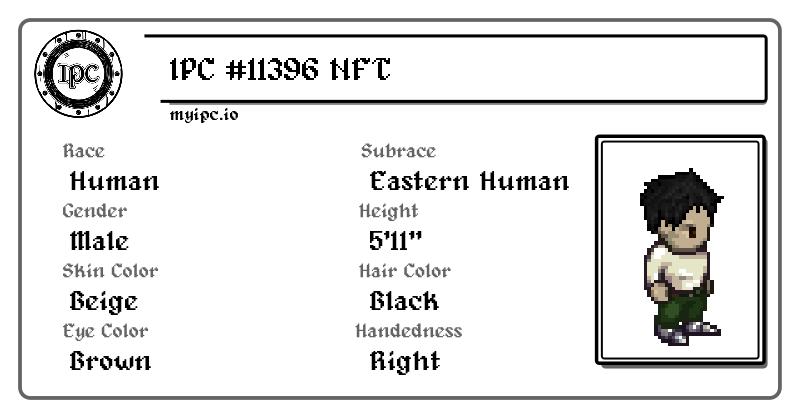 IPC
IPC #11396 NFT
myipc.io
Race
Subrace
Human
Eastern Human
Gender
Height
Male
5'11"
Skin Color
Hair Color
Beige
Black
Eye Color
Handedness
Brown
Right